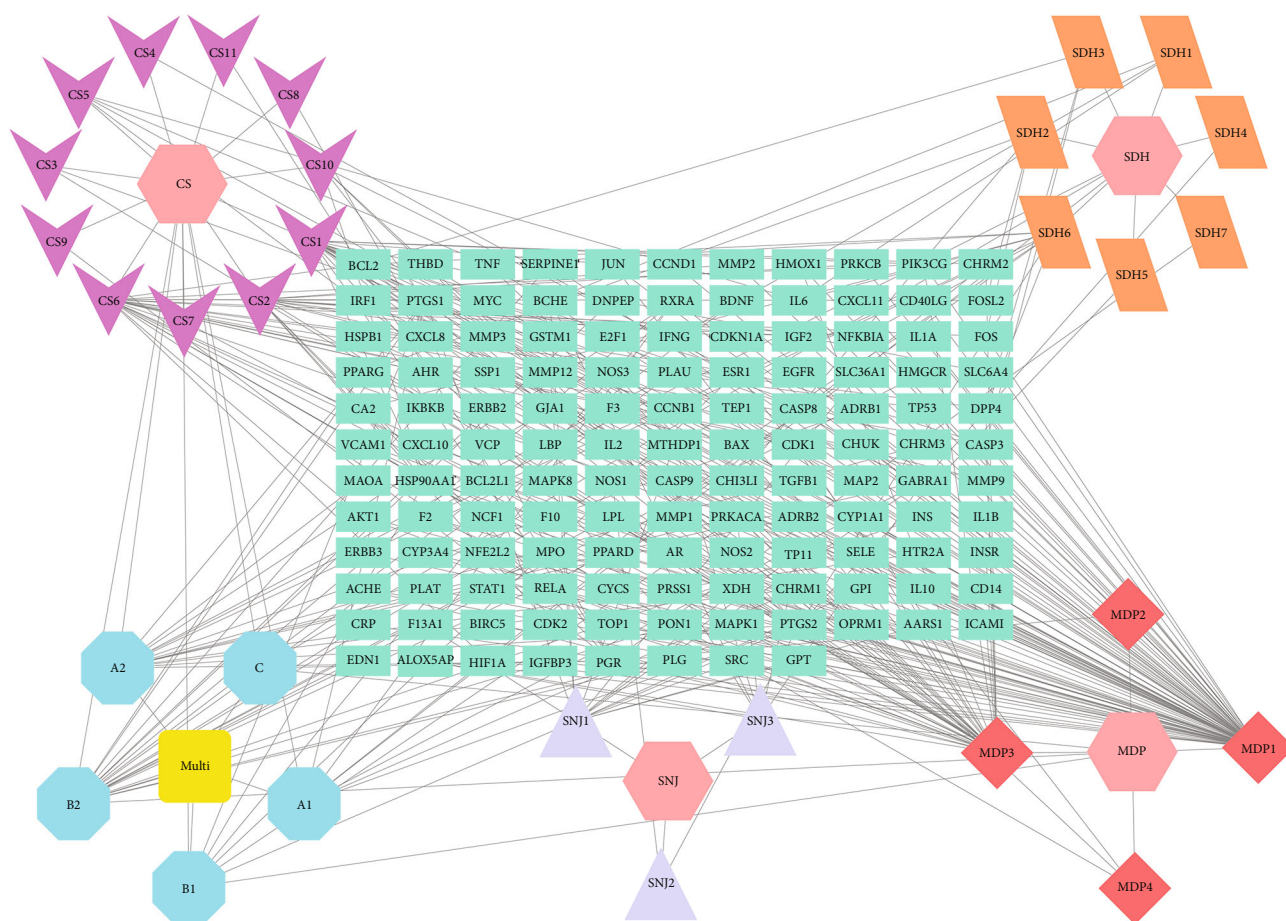 CS4
CS11
CS5
CS8
CS3
CS10
CS
CS9
CS1
CS6
CS2
CS7
SDH3
SDH1
SDH2
SDH4
SDH
SDH6
SDH7
SDH5
BCL2 THBD TNF SERPINE1 JUN CCND1 MMP2 HMOX1 PRKCB PIK3CG CHRM2
IRF1 PTGS1 MYC BCHE DNPEP RXRA BDNF IL6 CXCL11 CD40LG FOSL2
HSPB1 CXCL8 MMP3 GSTM1 E2F1 IFNG CDKN1A IGF2 NFKBIA IL1A FOS
PPARG AHR SSP1 MMP12 NOS3 PLAU ESR1 EGFR SLC36A1 HMGCR SLC6A4
CA2 IKBKB ERBB2 GJA1 F3 CCNB1 TEP1 CASP8 ADRB1 TP53 DPP4
VCAM1 CXCL10 VCP LBP IL2 MTHDP1 BAX CDK1 CHUK CHRM3 CASP3
MAOA HSP90AA1 BCL2L1 MAPK8 NOS1 CASP9 CHI3LI TGFB1 MAP2 GABRA1 MMP9
AKT1 F2 NCF1 F10 LPL MMP1 PRKACA ADRB2 CYP1A1 INS IL1B
ERBB3 CYP3A4 NFE2L2 MPO PPARD AR NOS2 TP11 SELE HTR2A INSR
ACHE PLAT STAT1 RELA CYCS PRSS1 XDH CHRM1 GPI IL10 CD14
CRP F13A1 BIRC5 CDK2 TOP1 PON1 MAPK1 PTGS2 OPRM1 AARS1 ICAMI
EDN1 ALOX5AP HIF1A IGFBP3 PGR PLG SRC GPT
A2
C
Multi
B2
A1
B1
SNJ1
SNJ3
SNJ
SNJ2
MDP2
MDP3
MDP
MDP1
MDP4